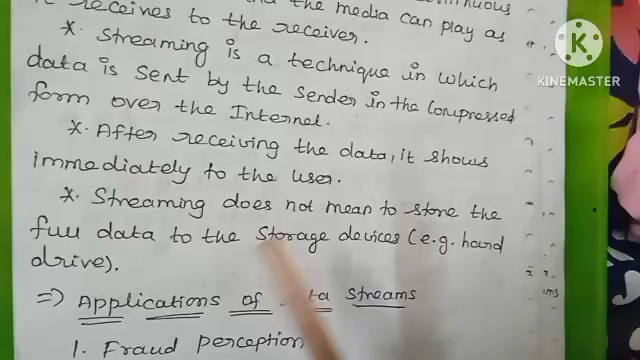 it receives to the receiver. the media can play as
*. Streaming is a technique in which
data is sent by the sender in the compressed
form over the Internet.
*. After receiving the data, it shows
immediately to the user.
*. Streaming does not mean to store the
full data to the storage devices (e.g. hard
drive).
=> Applications of streams
1. Fraud perception
KINEMASTER